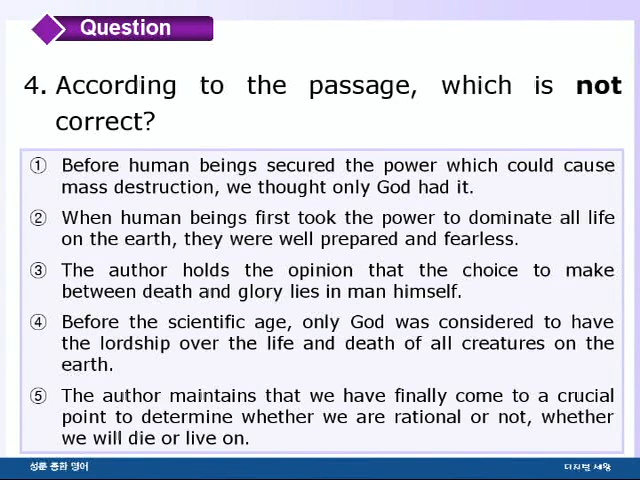 Question
4. According to the passage, which is not
correct?
① Before human beings secured the power which could cause
mass destruction, we thought only God had it.
② When human beings first took the power to dominate all life
on the earth, they were well prepared and fearless.
③ The author holds the opinion that the choice to make
between death and glory lies in man himself.
④ Before the scientific age, only God was considered to have
the lordship over the life and death of all creatures on the
earth.
⑤ The author maintains that we have finally come to a crucial
point to determine whether we are rational or not, whether
we will die or live on.
성문 종합 영어
디지털 세왕